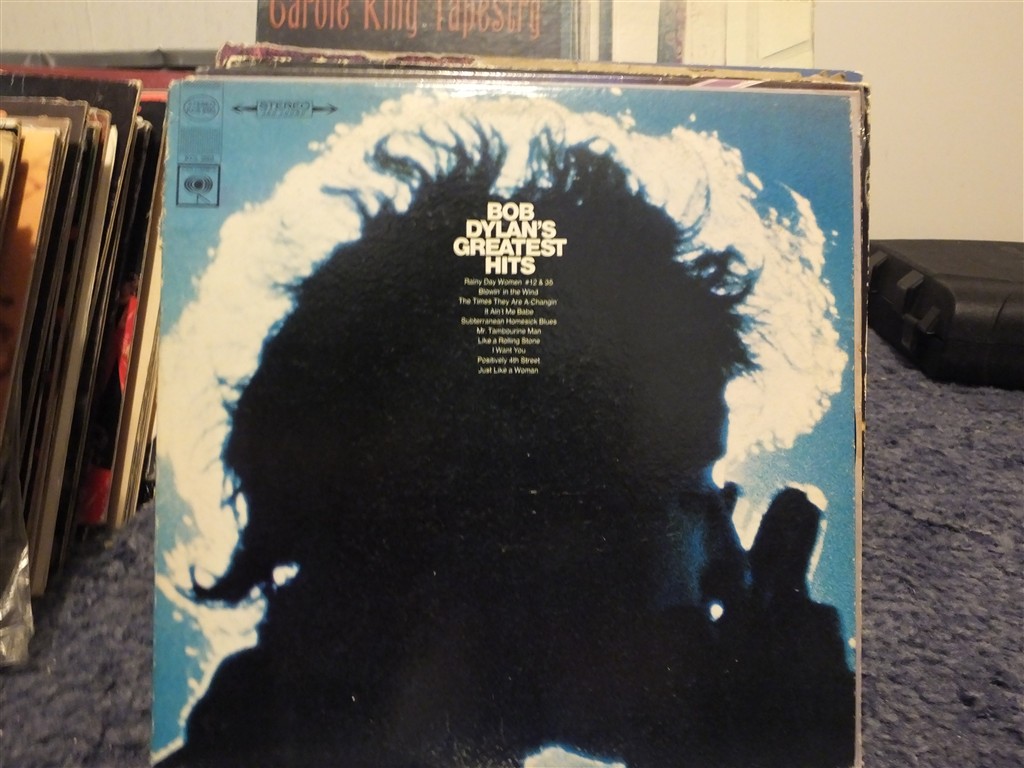 Carole King Tapestry
STEREO
BOB
DYLAN'S
GREATEST
HITS
Rainy Day Women #12 & 35
Blowin' in the Wind
The Times They Are A-Changin'
It Ain't Me Babe
Subterranean Homesick Blues
Mr. Tambourine Man
Like a Rolling Stone
I Want You
Positively 4th Street
Just Like a Woman